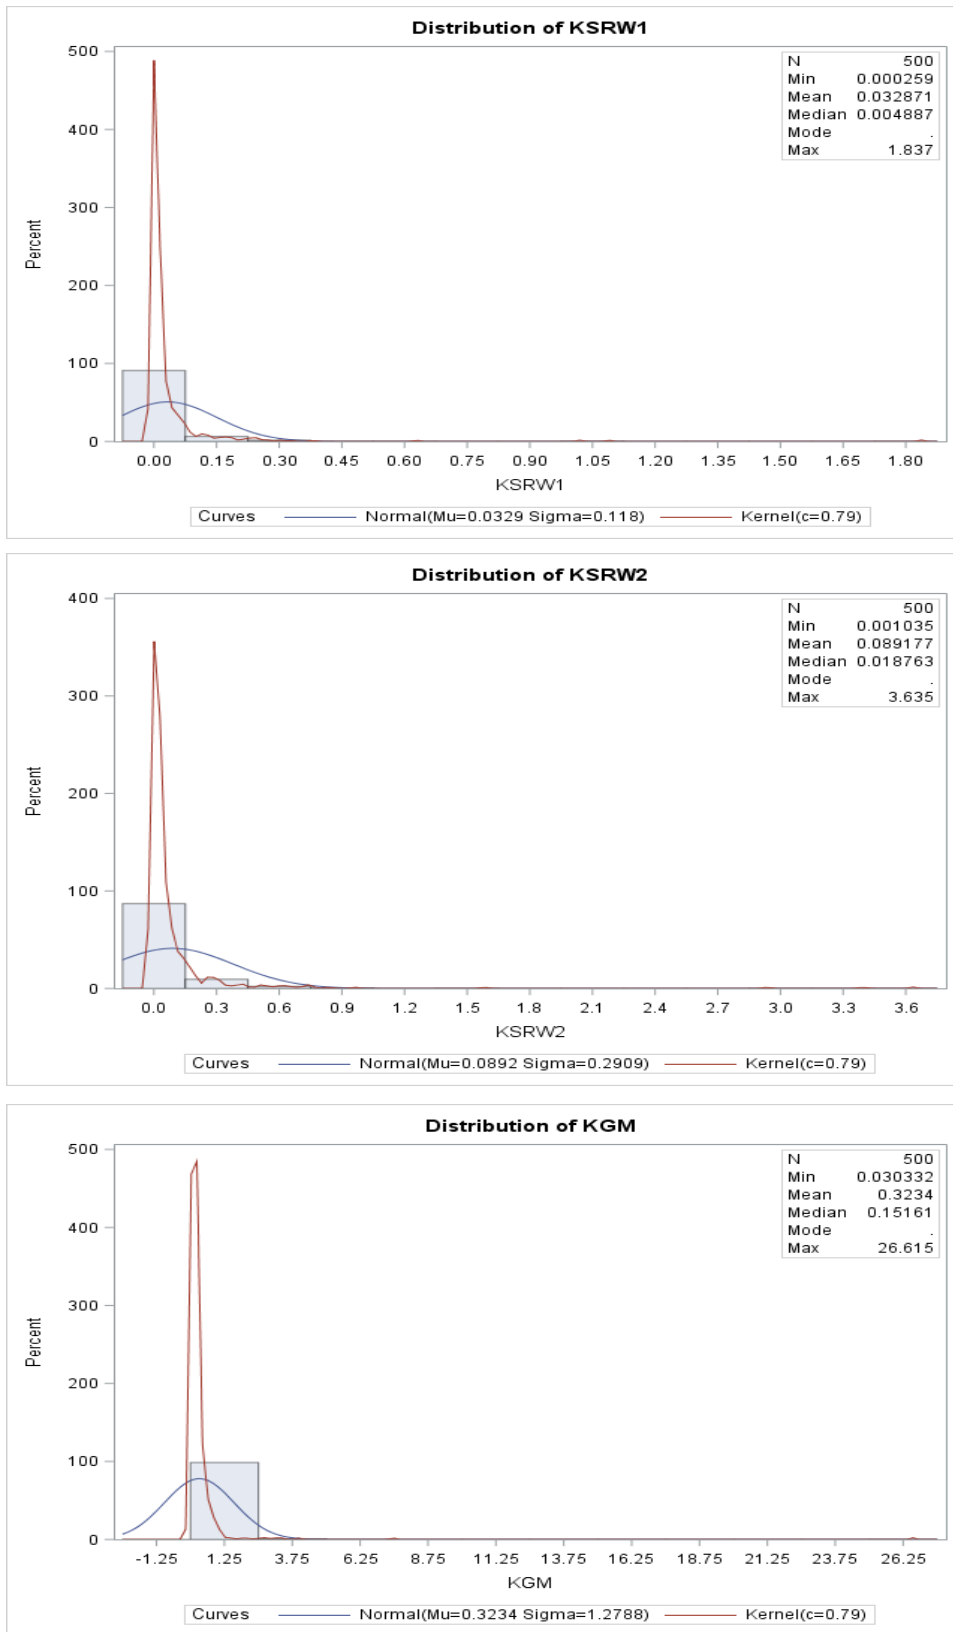 Distribution of KSRW1
500
400
300
200
100
0
Percent
N 500
Min 0.000259
Mean 0.032871
Median 0.004887
Mode .
Max 1.837
0.00 0.15 0.30 0.45 0.60 0.75 0.90 1.05 1.20 1.35 1.50 1.65 1.80
KSRW1
Curves Normal(Mu=0.0329 Sigma=0.118) Kernel(c=0.79)
Distribution of KSRW2
400
300
200
100
0
Percent
N 500
Min 0.001035
Mean 0.089177
Median 0.018763
Mode .
Max 3.635
0.0 0.3 0.6 0.9 1.2 1.5 1.8 2.1 2.4 2.7 3.0 3.3 3.6
KSRW2
Curves Normal(Mu=0.0892 Sigma=0.2909) Kernel(c=0.79)
Distribution of KGM
500
400
300
200
100
0
Percent
N 500
Min 0.030332
Mean 0.3234
Median 0.15161
Mode .
Max 26.615
-1.25 1.25 3.75 6.25 8.75 11.25 13.75 16.25 18.75 21.25 23.75 26.25
KGM
Curves Normal(Mu=0.3234 Sigma=1.2788) Kernel(c=0.79)